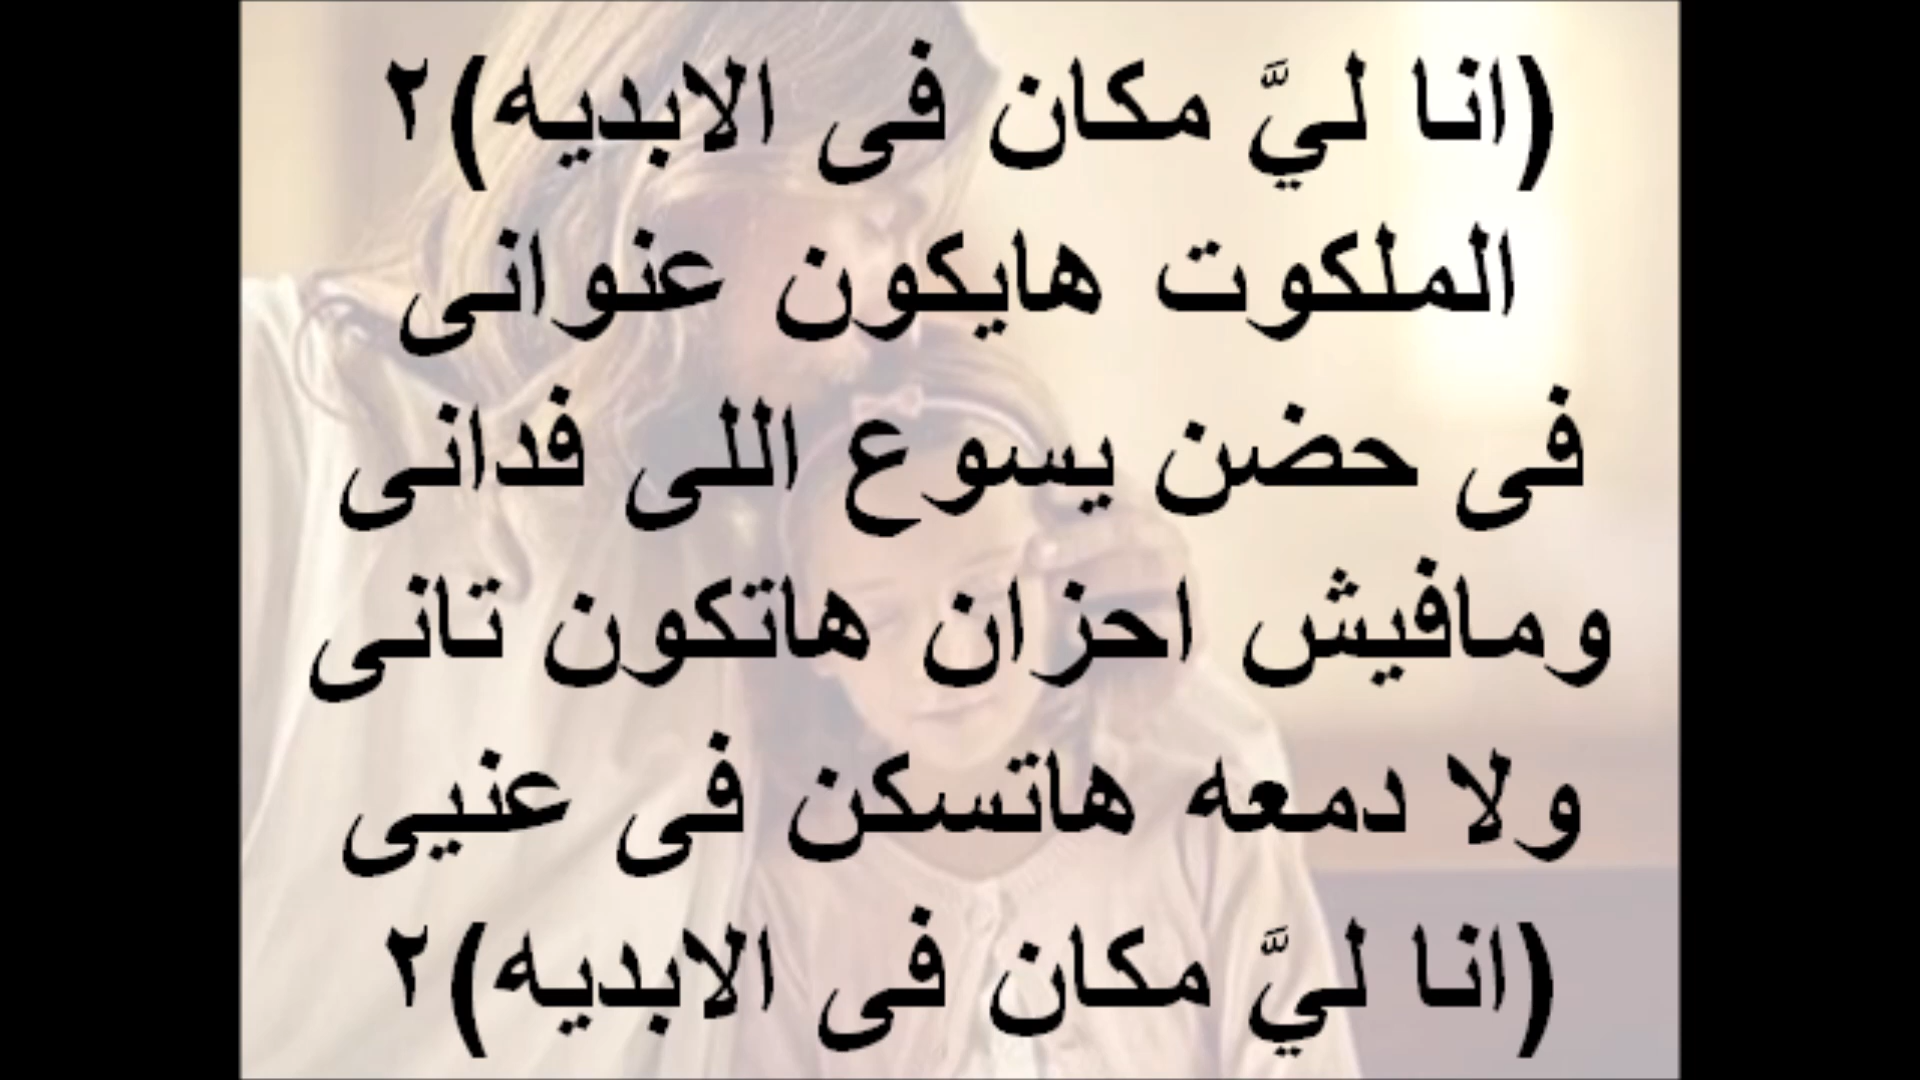 (انا ليَّ مكان فى الابديه)٢
الملكوت هايكون عنوانى
فى حضن يسوع اللى فدانى
ومافيش احزان هاتكون تانى
ولا دمعه هاتسكن فى عنيى
(انا ليَّ مكان فى الابديه)٢